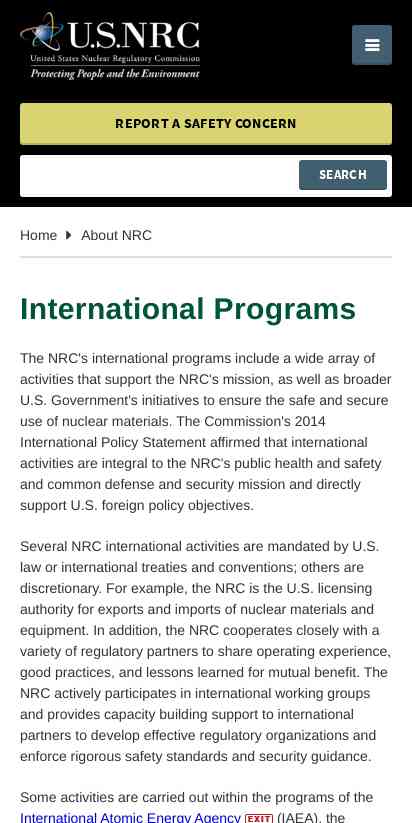 U.S.NRC
United States Nuclear Regulatory Commission
Protecting People and the Environment
REPORT A SAFETY CONCERN
SEARCH
Home About NRC
International Programs
The NRC's international programs include a wide array of
activities that support the NRC's mission, as well as broader
U.S. Government's initiatives to ensure the safe and secure
use of nuclear materials. The Commission's 2014
International Policy Statement affirmed that international
activities are integral to the NRC's public health and safety
and common defense and security mission and directly
support U.S. foreign policy objectives.
Several NRC international activities are mandated by U.S.
law or international treaties and conventions; others are
discretionary. For example, the NRC is the U.S. licensing
authority for exports and imports of nuclear materials and
equipment. In addition, the NRC cooperates closely with a
variety of regulatory partners to share operating experience,
good practices, and lessons learned for mutual benefit. The
NRC actively participates in international working groups
and provides capacity building support to international
partners to develop effective regulatory organizations and
enforce rigorous safety standards and security guidance.
Some activities are carried out within the programs of the
International Atomic Energy Agency EXIT (IAEA), the